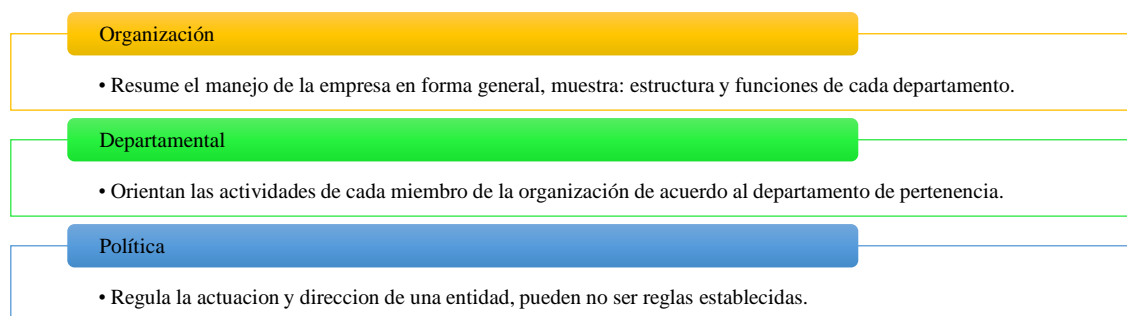 Organización
• Resume el manejo de la empresa en forma general, muestra: estructura y funciones de cada departamento.
Departamental
• Orientan las actividades de cada miembro de la organización de acuerdo al departamento de pertenencia.
Política
• Regula la actuacion y direccion de una entidad, pueden no ser reglas establecidas.